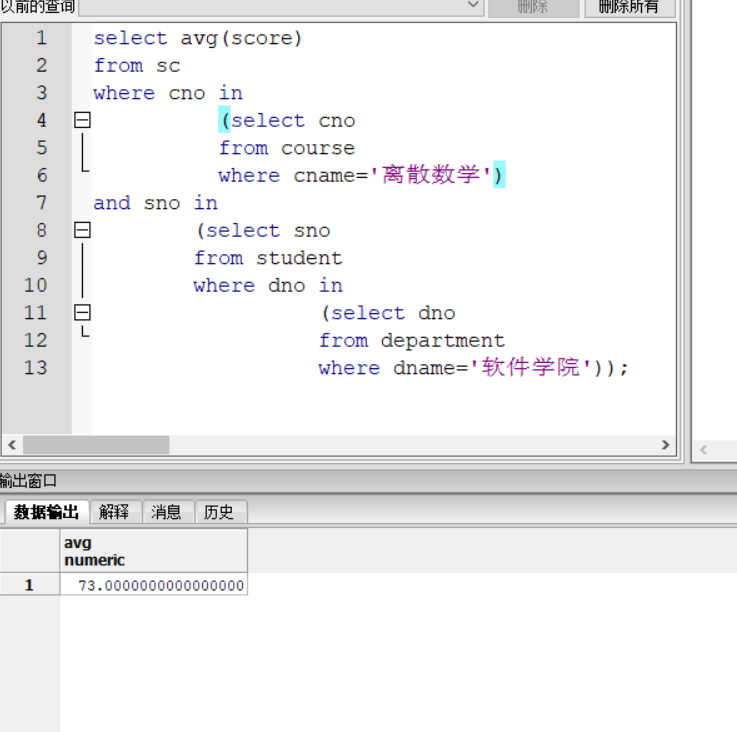 以前的查询 删除 删除所有
1 select avg(score)
2 from sc
3 where cno in
4 (select cno
5 from course
6 where cname='离散数学')
7 and sno in
8 (select sno
9 from student
10 where dno in
11 (select dno
12 from department
13 where dname='软件学院'));
输出窗口
数据输出 解释 消息 历史
avg
numeric
1 73.0000000000000000